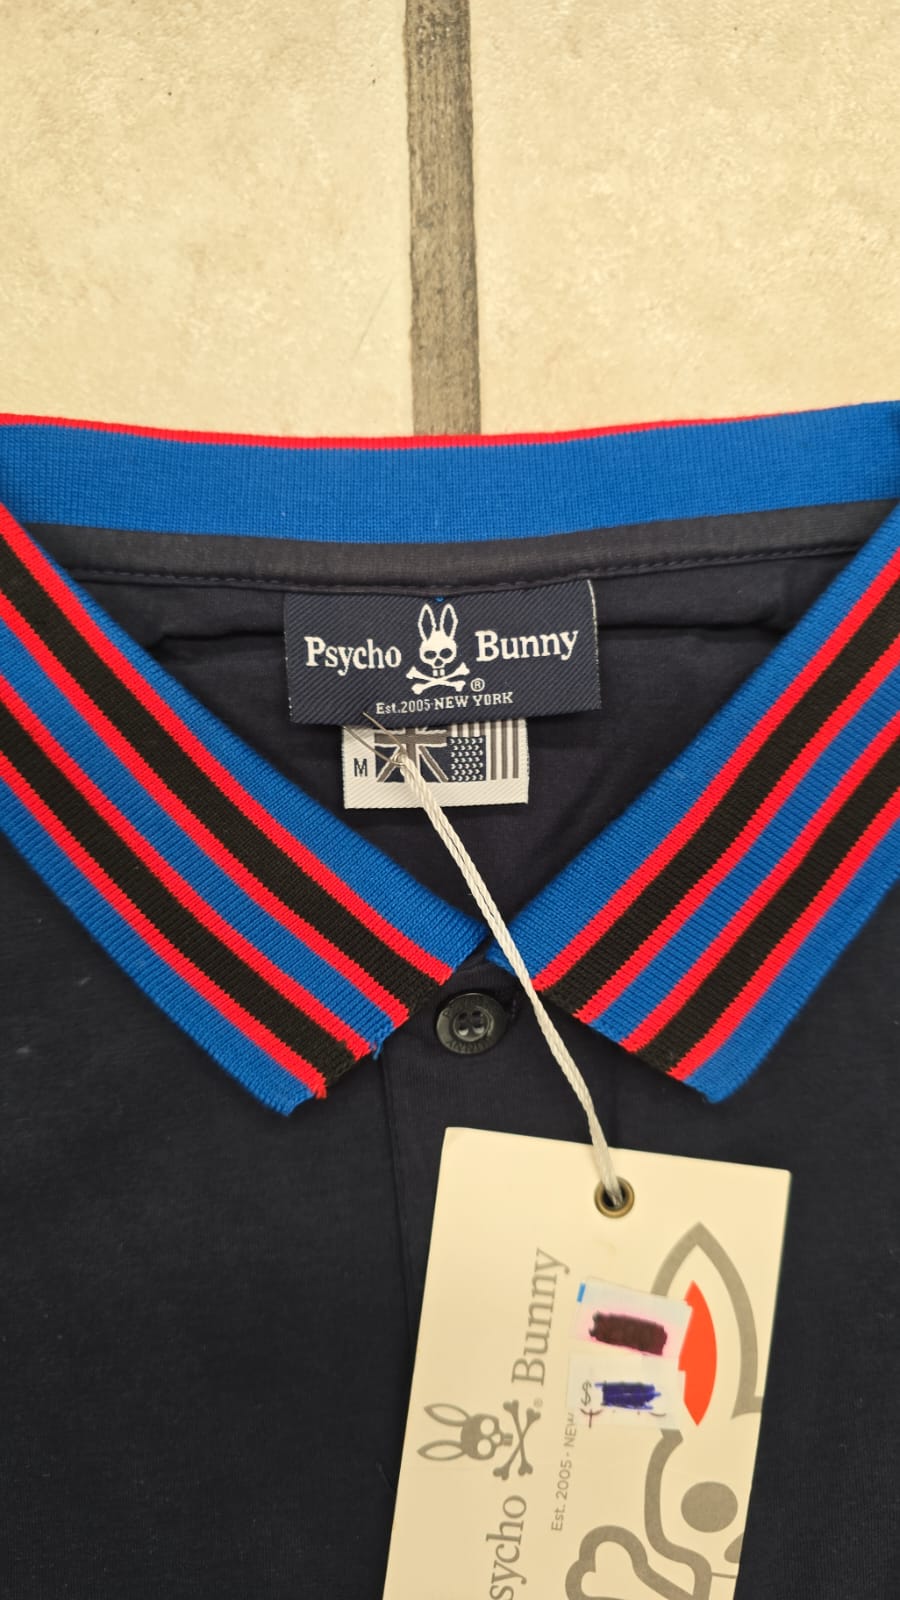 Psycho Bunny
®
Est.2005·NEW YORK
M
Psycho Bunny
®
Est. 2005 · NEW